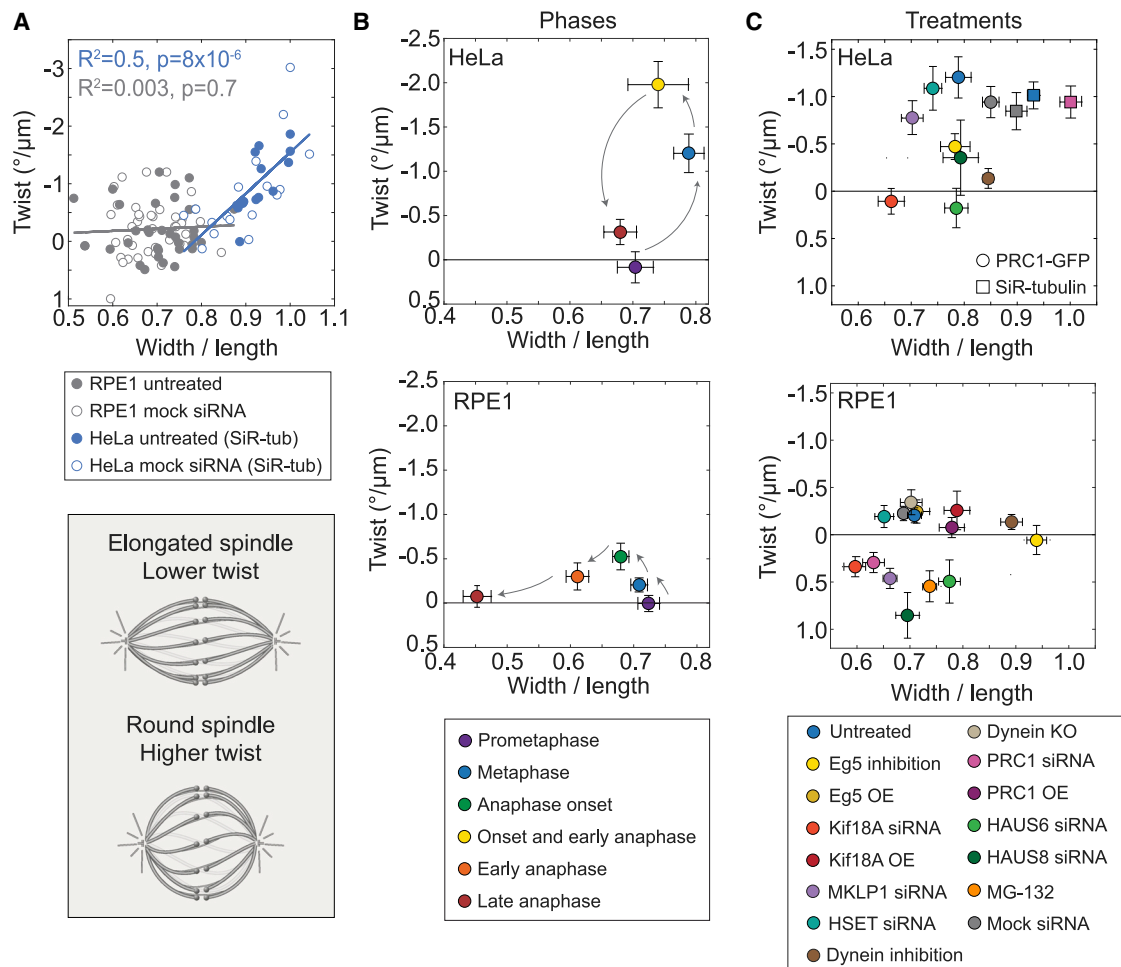 A
R²=0.5, p=8x10⁻⁶
R²=0.003, p=0.7
-3
-2
-1
0
1
Twist (°/μm)
0.5 0.6 0.7 0.8 0.9 1.0 1.1
Width / length
RPE1 untreated
RPE1 mock siRNA
HeLa untreated (SiR-tub)
HeLa mock siRNA (SiR-tub)
Elongated spindle
Lower twist
Round spindle
Higher twist
B
Phases
HeLa
-2.5
-2.0
-1.5
-1.0
-0.5
0
0.5
Twist (°/μm)
0.4 0.5 0.6 0.7 0.8
Width / length
RPE1
-2.5
-2.0
-1.5
-1.0
-0.5
0
0.5
Twist (°/μm)
0.4 0.5 0.6 0.7 0.8
Width / length
Prometaphase
Metaphase
Anaphase onset
Onset and early anaphase
Early anaphase
Late anaphase
C
Treatments
HeLa
-1.5
-1.0
-0.5
0
0.5
1.0
Twist (°/μm)
PRC1-GFP
SiR-tubulin
0.6 0.7 0.8 0.9 1.0
Width / length
RPE1
-1.5
-1.0
-0.5
0
0.5
1.0
Twist (°/μm)
0.6 0.7 0.8 0.9 1.0
Width / length
Untreated
Eg5 inhibition
Eg5 OE
Kif18A siRNA
Kif18A OE
MKLP1 siRNA
HSET siRNA
Dynein inhibition
Dynein KO
PRC1 siRNA
PRC1 OE
HAUS6 siRNA
HAUS8 siRNA
MG-132
Mock siRNA